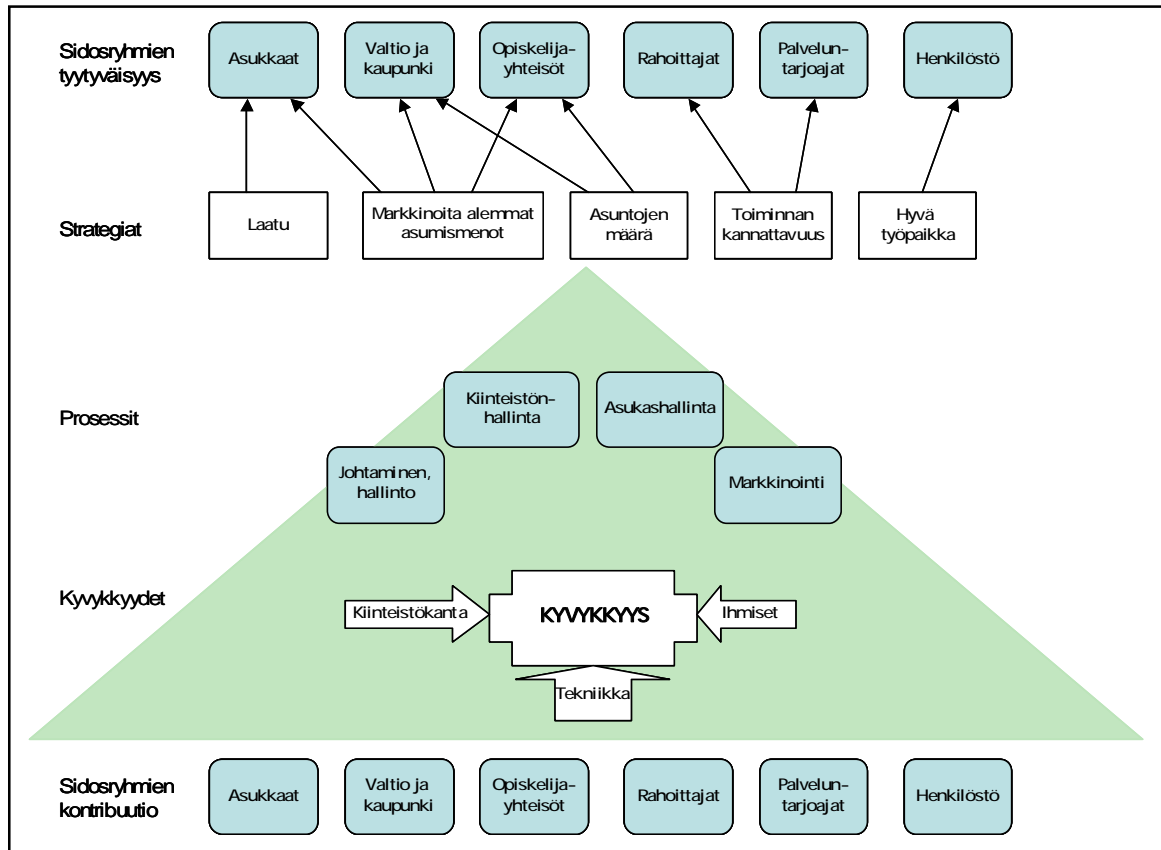 Sidosryhmien
tyytyväisyys
Asukkaat
Valtio ja
kaupunki
Opiskelija-
yhteisöt
Rahoittajat
Palvelun-
tarjoajat
Henkilöstö
Strategiat
Laatu
Markkinoita alemmat
asumismenot
Asuntojen
määrä
Toiminnan
kannattavuus
Hyvä
työpaikka
Prosessit
Kiinteistön-
hallinta
Asukashallinta
Johtaminen,
hallinto
Markkinointi
Kyvykkyydet
Kiinteistökanta
KYVYKKYYS
Ihmiset
Tekniikka
Sidosryhmien
kontribuutio
Asukkaat
Valtio ja
kaupunki
Opiskelija-
yhteisöt
Rahoittajat
Palvelun-
tarjoajat
Henkilöstö